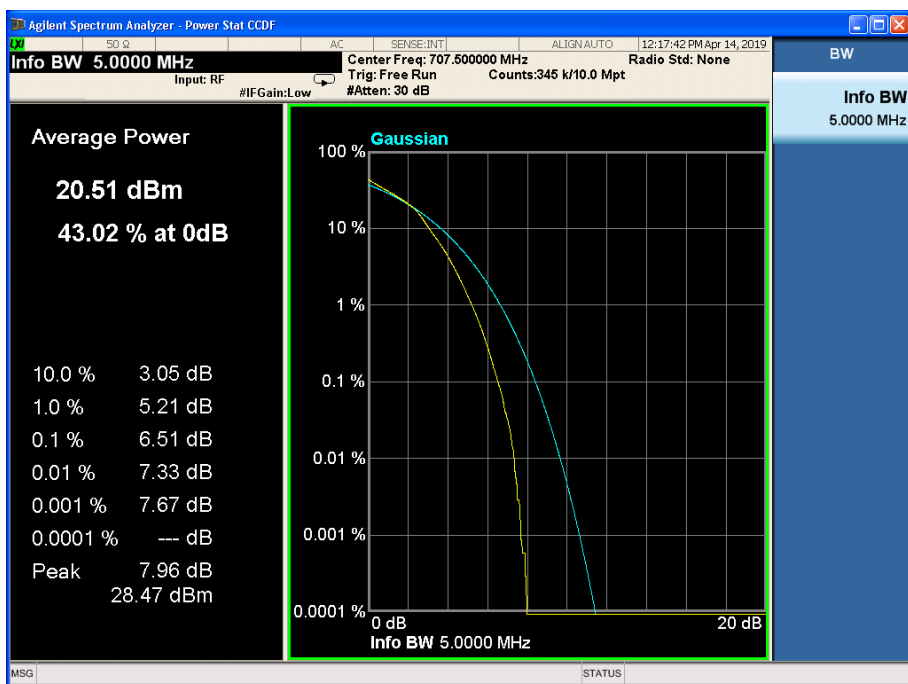 Agilent Spectrum Analyzer - Power Stat CCDF
LXI 50 Ω AC SENSE:INT ALIGN AUTO 12:17:42 PM Apr 14, 2019
Info BW 5.0000 MHz
Center Freq: 707.500000 MHz Radio Std: None
Input: RF Trig: Free Run Counts:345 k/10.0 Mpt
#IFGain:Low #Atten: 30 dB
BW
Info BW
5.0000 MHz
Average Power
20.51 dBm
43.02 % at 0dB
10.0 % 3.05 dB
1.0 % 5.21 dB
0.1 % 6.51 dB
0.01 % 7.33 dB
0.001 % 7.67 dB
0.0001 % --- dB
Peak 7.96 dB
28.47 dBm
Gaussian
100 %
10 %
1 %
0.1 %
0.01 %
0.001 %
0.0001 %
0 dB 20 dB
Info BW 5.0000 MHz
MSG STATUS